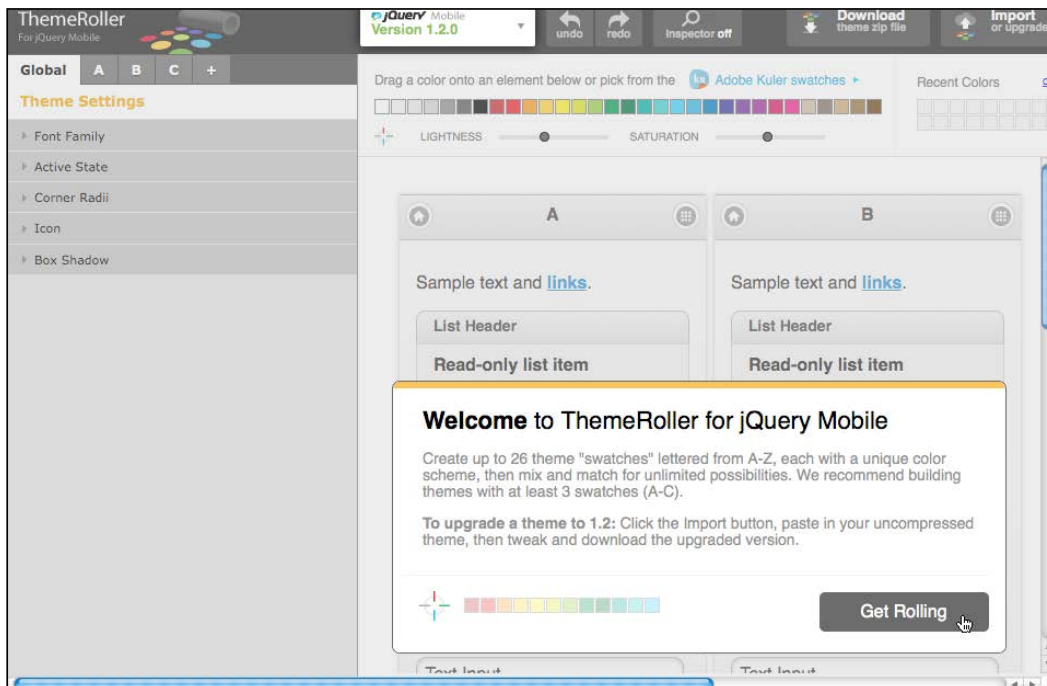 ThemeRoller
For jQuery Mobile
jQuery Mobile
Version 1.2.0
undo
redo
Inspector off
Download
theme zip file
Import
or upgrade
Global A B C +
Theme Settings
Font Family
Active State
Corner Radii
Icon
Box Shadow
Drag a color onto an element below or pick from the ku Adobe Kuler swatches
Recent Colors
LIGHTNESS SATURATION
A
Sample text and links.
List Header
Read-only list item
B
Sample text and links.
List Header
Read-only list item
Welcome to ThemeRoller for jQuery Mobile
Create up to 26 theme "swatches" lettered from A-Z, each with a unique color
scheme, then mix and match for unlimited possibilities. We recommend building
themes with at least 3 swatches (A-C).
To upgrade a theme to 1.2: Click the Import button, paste in your uncompressed
theme, then tweak and download the upgraded version.
Get Rolling
Text Input
Text Input